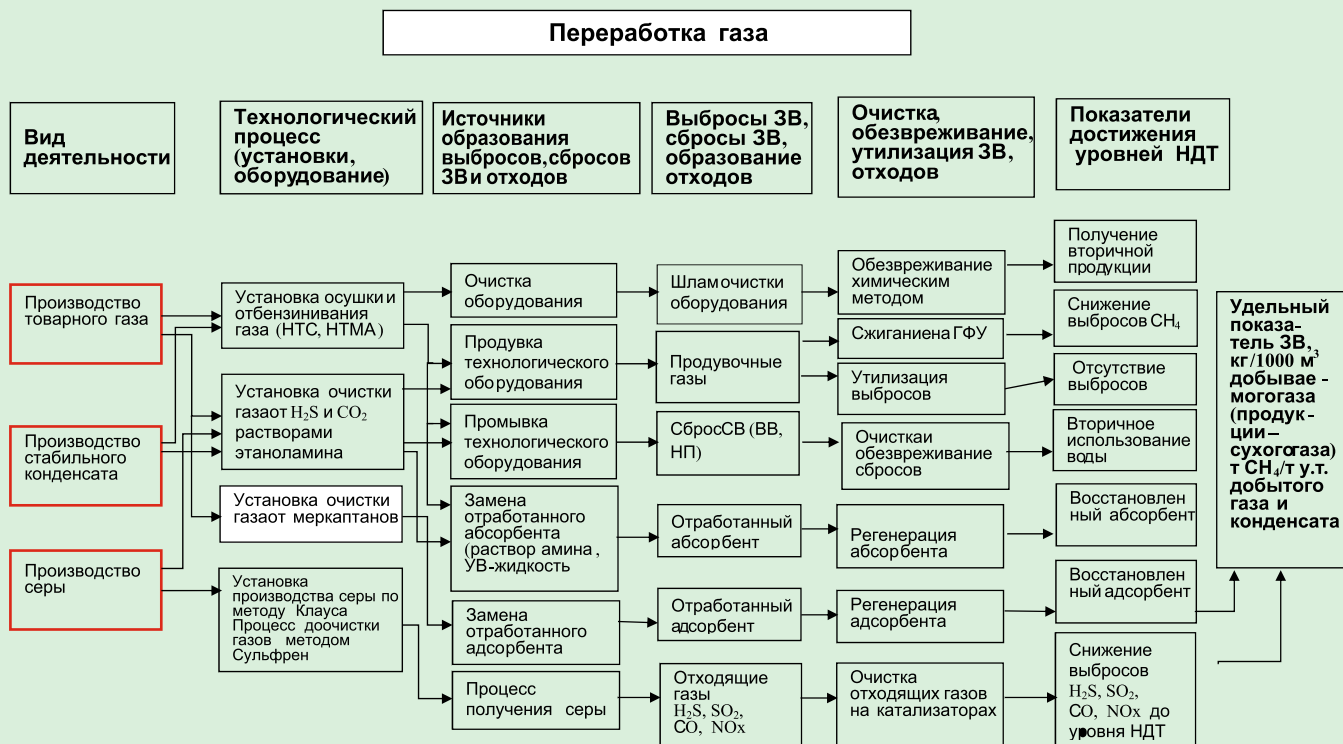 Переработка газа
Вид
деятельности
Технологический
процесс
(установки,
оборудование)
Источники
образования
выбросов,сбросов
ЗВ и отходов
Выбросы ЗВ,
сбросы ЗВ,
образование
отходов
Очистка,
обезвреживание,
утилизация ЗВ,
отходов
Показатели
достижения
уровней НДТ
Производство
товарного газа
Производство
стабильного
конденсата
Производство
серы
Установка осушки и
отбензинивания
газа (НТС, НТМА)
Установка очистки
газаот H₂S и CO₂
растворами
этаноламина
Установка очистки
газаот меркаптанов
Установка
производства серы по
методу Клауса
Процесс доочистки
газов методом
Сульфрен
Очистка
оборудования
Продувка
технологического
оборудования
Промывка
технологического
оборудования
Замена
отработанного
абсорбента
(раствор амина,
УВ-жидкость
Замена
отработанного
адсорбента
Процесс
получения серы
Шламочистки
оборудования
Продувочные
газы
СбросСВ (ВВ,
НП)
Отработанный
абсорбент
Отработанный
адсорбент
Отходящие
газы
H₂S, SO₂,
CO, NOx
Обезвреживание
химическим
методом
Сжиганиена ГФУ
Утилизация
выбросов
Очисткаи
обезвреживание
сбросов
Регенерация
абсорбента
Регенерация
адсорбента
Очистка
отходящих газов
на катализаторах
Получение
вторичной
продукции
Снижение
выбросов CH₄
Отсутствие
выбросов
Вторичное
использование
воды
Восстановлен
ный абсорбент
Восстановлен
ный адсорбент
Снижение
выбросов
H₂S, SO₂,
CO, NOx до
уровня НДТ
Удельный
показа-
тель ЗВ,
кг/1000 м³
добывае-
могогаза
(продук-
ции–
сухогогаза)
т CH₄/т у.т.
добытого
газа и
конденсата